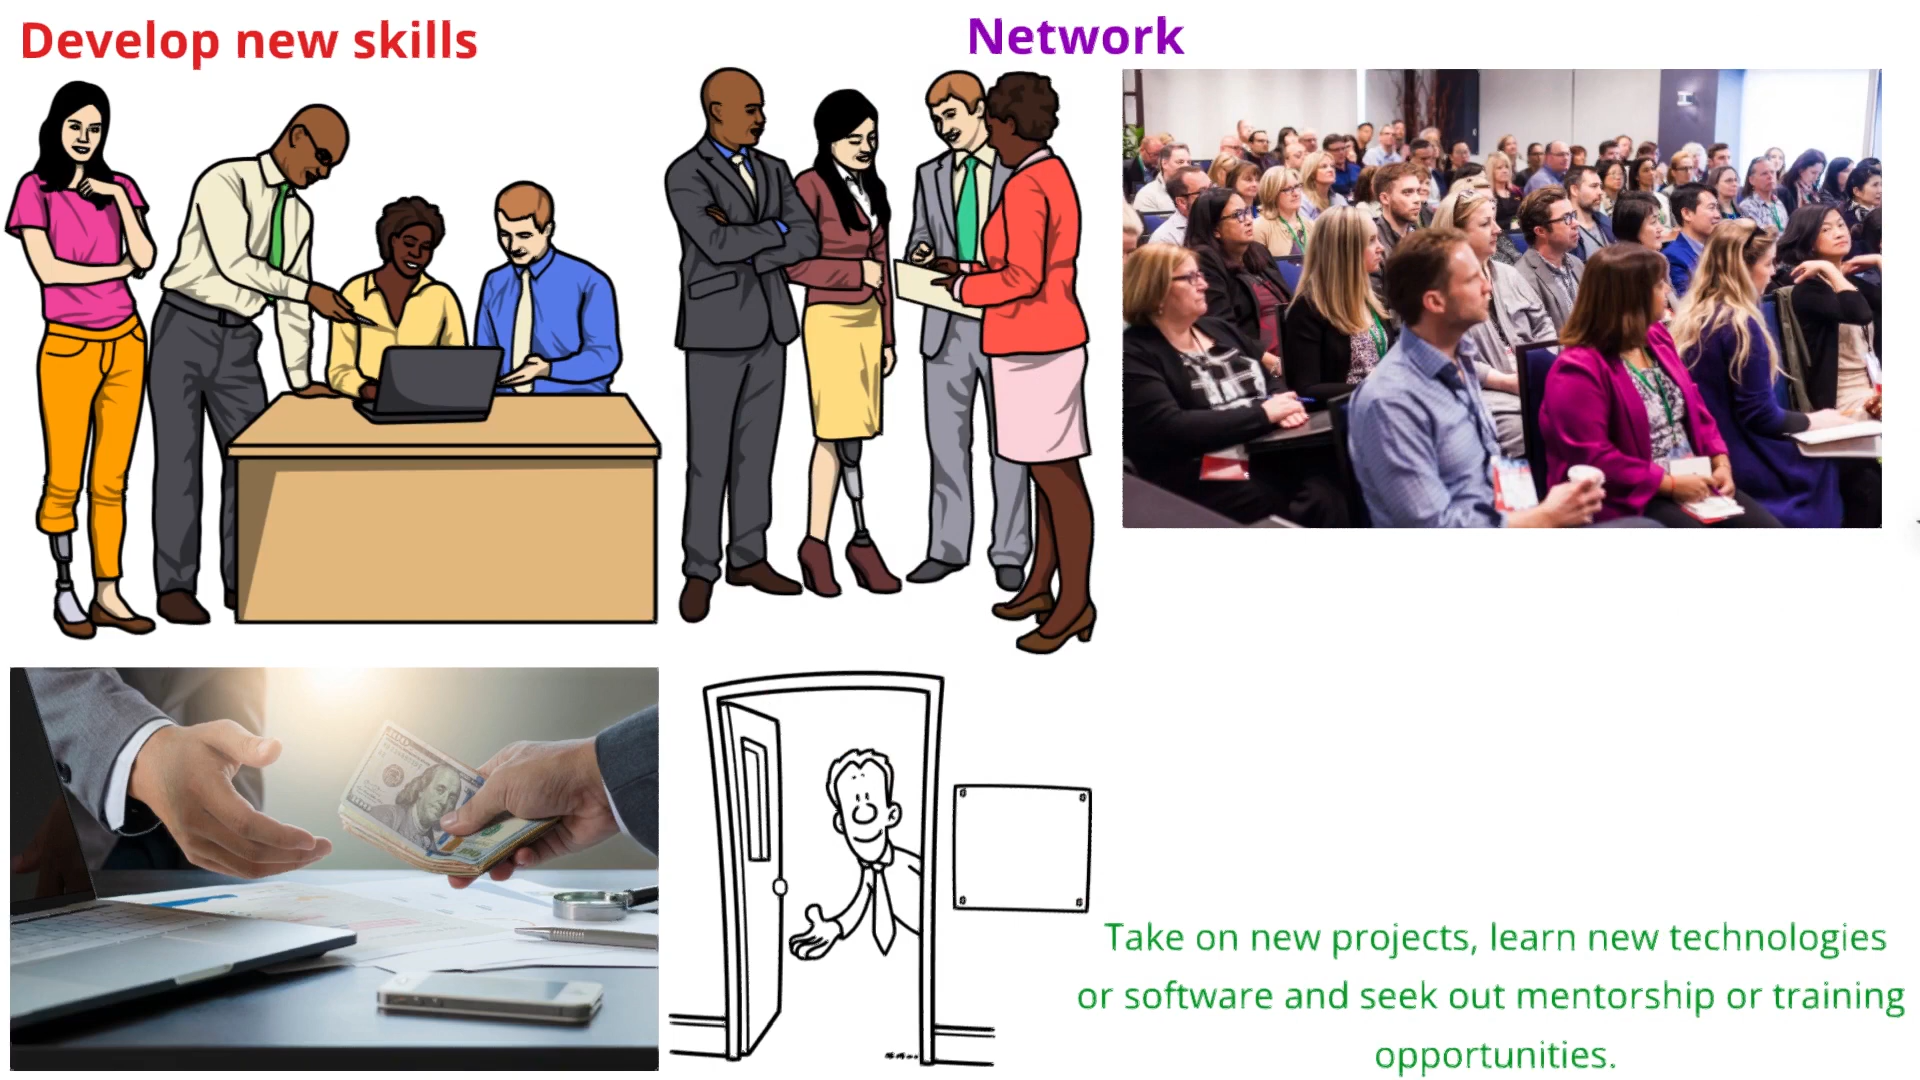 Develop new skills
Network
Take on new projects, learn new technologies
or software and seek out mentorship or training
opportunities.